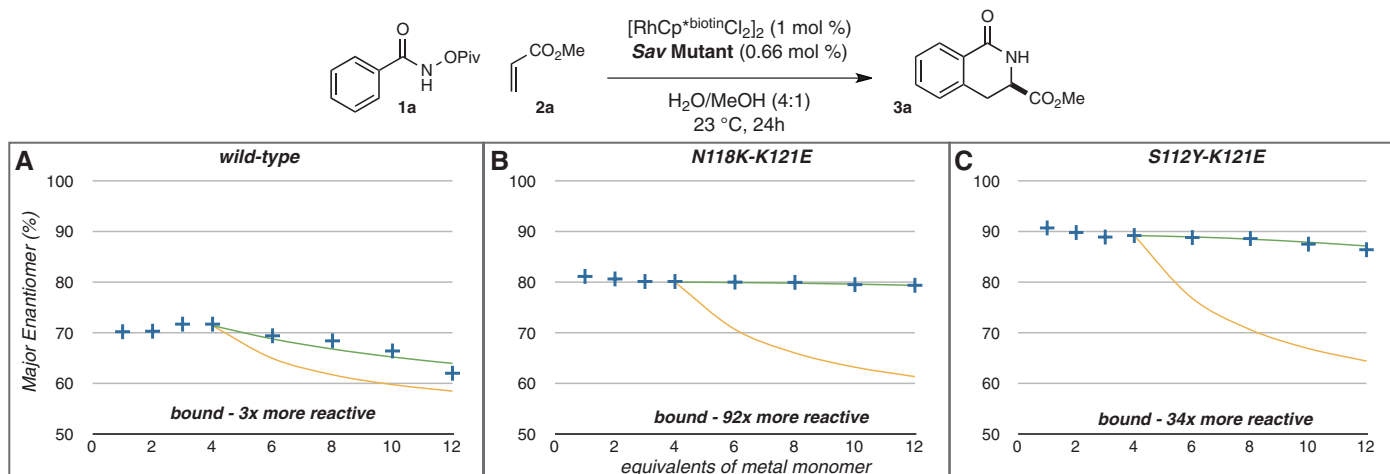 O
N
H
OPiv
1a
CO₂Me
2a
[RhCp*biotinCl₂]₂ (1 mol %)
Sav Mutant (0.66 mol %)
H₂O/MeOH (4:1)
23 °C, 24h
O
NH
CO₂Me
3a
A
wild-type
Major Enantiomer (%)
100
90
80
70
60
50
bound - 3x more reactive
0 2 4 6 8 10 12
B
N118K-K121E
100
90
80
70
60
50
bound - 92x more reactive
0 2 4 6 8 10 12
equivalents of metal monomer
C
S112Y-K121E
100
90
80
70
60
50
bound - 34x more reactive
0 2 4 6 8 10 12